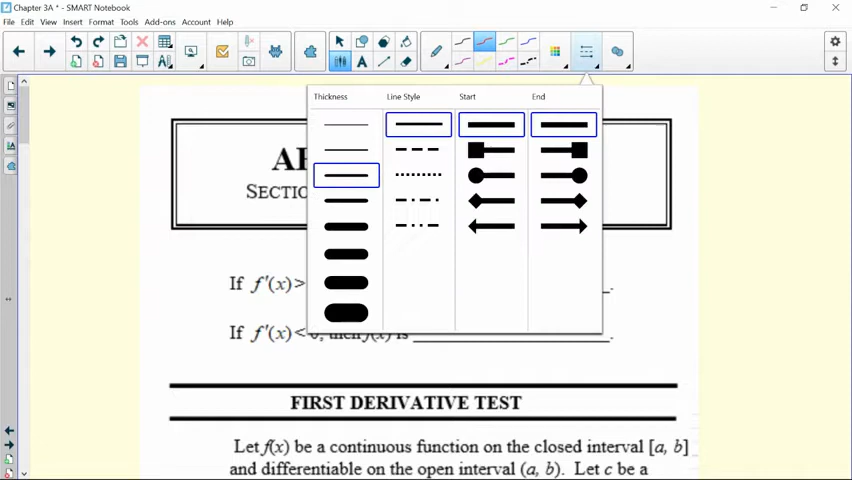 Chapter 3A * - SMART Notebook
File Edit View Insert Format Tools Add-ons Account Help
Thickness Line Style Start End
SECTION
If f'(x)>
If f'(x)< 0, then f(x) is
FIRST DERIVATIVE TEST
Let f(x) be a continuous function on the closed interval [a, b]
and differentiable on the open interval (a, b). Let c be a